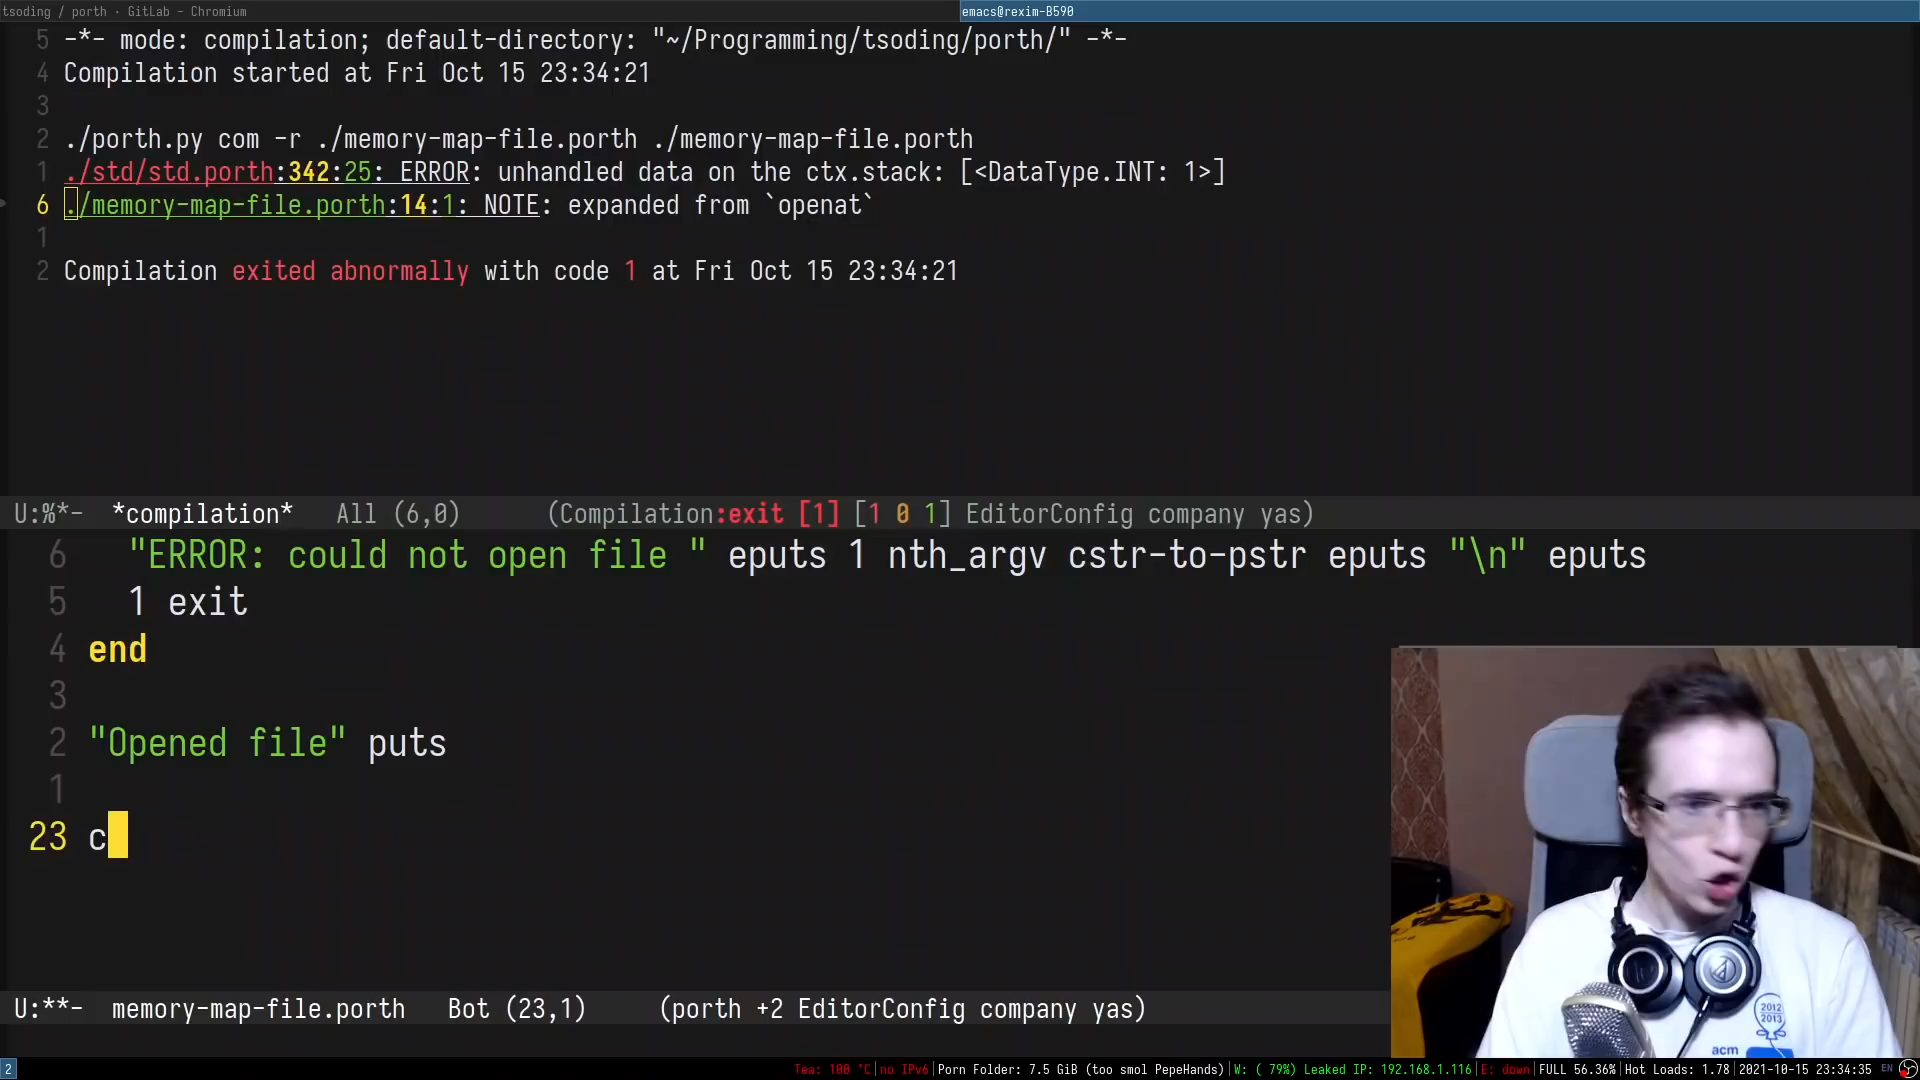 tsoding / porth · GitLab - Chromium
emacs@rexim-B590
5 -*- mode: compilation; default-directory: "~/Programming/tsoding/porth/" -*-
4 Compilation started at Fri Oct 15 23:34:21
3
2 ./porth.py com -r ./memory-map-file.porth ./memory-map-file.porth
1 ./std/std.porth:342:25: ERROR: unhandled data on the ctx.stack: [<DataType.INT: 1>]
6 ./memory-map-file.porth:14:1: NOTE: expanded from `openat`
1
2 Compilation exited abnormally with code 1 at Fri Oct 15 23:34:21
U:%*- *compilation* All (6,0) (Compilation:exit [1] [1 0 1] EditorConfig company yas)
6 "ERROR: could not open file " eputs 1 nth_argv cstr-to-pstr eputs "\n" eputs
5 1 exit
4 end
3
2 "Opened file" puts
1
23 c
U:**- memory-map-file.porth Bot (23,1) (porth +2 EditorConfig company yas)
2012
2013
acm
2 Tea: 100 °C|no IPv6|Porn Folder: 7.5 GiB (too smol PepeHands)|W: ( 79%) Leaked IP: 192.168.1.116|E: down|FULL 56.36%|Hot Loads: 1.78|2021-10-15 23:34:35 EN